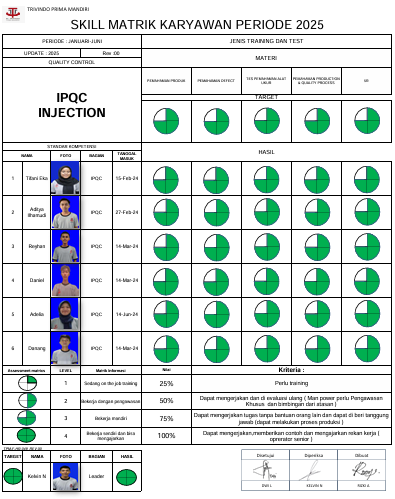 TRIVINDO PRIMA MANDIRI
SKILL MATRIK KARYAWAN PERIODE 2025
PERIODE : JANUARI-JUNI
JENIS TRAINING DAN TEST
UPDATE : 2025 Rev :00
MATERI
QUALITY CONTROL
IPQC
INJECTION
PEMAHAMAN PRODUK
PEMAHAMAN DEFECT
TES PEMAHAMAN ALAT UKUR
PEMAHAMAN PRODUCTION & QUALITY PROCESS
TARGET
STANDAR KOMPETENSI
HASIL
NAMA FOTO BAGIAN TANGGAL MASUK
1 Tifani Eka IPQC 15-Feb-24
2 Aditya IPQC 27-Feb-24
3 Reyhan IPQC 14-Mar-24
4 Daniel IPQC 14-Mar-24
5 Adelia IPQC 14-Jun-24
6 Danang IPQC 14-Mar-24
Assessment matrics LEVEL Matrik informasi Nilai Kriteria :
1 Sedang on the job training 25% Perlu training
2 Bekerja dengan pengawasan 50% Dapat mengerjakan dan di evaluasi ulang ( Man power perlu Pengawasan Khusus dan bimbingan dari atasan )
3 Bekerja mandiri 75% Dapat mengerjakan tugas tanpa bantuan orang lain dan dapat di beri tanggung jawab (dapat melakukan proses produksi )
4 Bekerja sendiri dan bisa mengajarkan 100% Dapat mengerjakan,memberikan contoh dan mengajarkan rekan kerja ( oprerator senior )
TARGET NAMA FOTO BAGIAN HASIL
Kelvin N Leader
Disetujui Diperiksa Dibuat
DWI L KELVIN N